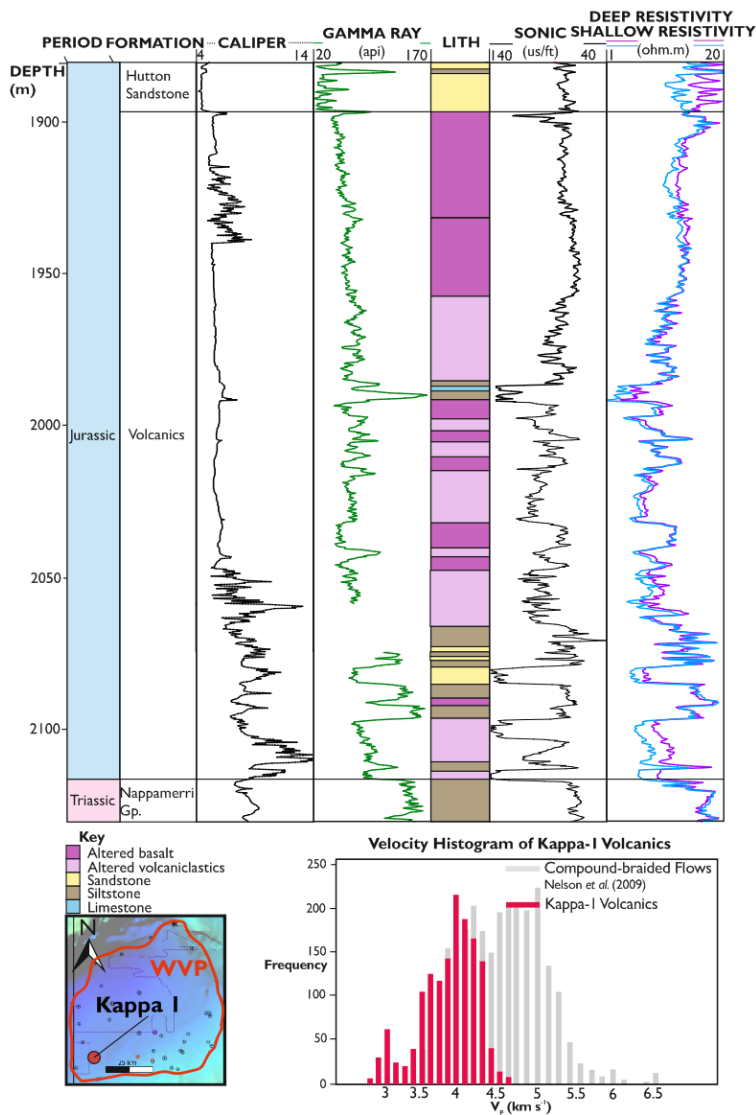 DEEP RESISTIVITY
PERIOD FORMATION CALIPER GAMMA RAY LITH SONIC SHALLOW RESISTIVITY
(api) (us/ft) (ohm.m)
4 14 20 170 140 40 1 20
DEPTH
(m)
Hutton
Sandstone
1900
1950
2000
Jurassic Volcanics
2050
2100
Triassic Nappamerri
Gp.
Key
Altered basalt
Altered volcaniclastics
Sandstone
Siltstone
Limestone
N
WVP
Kappa 1
25 km
Velocity Histogram of Kappa-1 Volcanics
250
200
150
100
50
0
Frequency
Compound-braided Flows
Nelson et al. (2009)
Kappa-1 Volcanics
3 3.5 4 4.5 5 5.5 6 6.5
Vp (km s⁻¹)